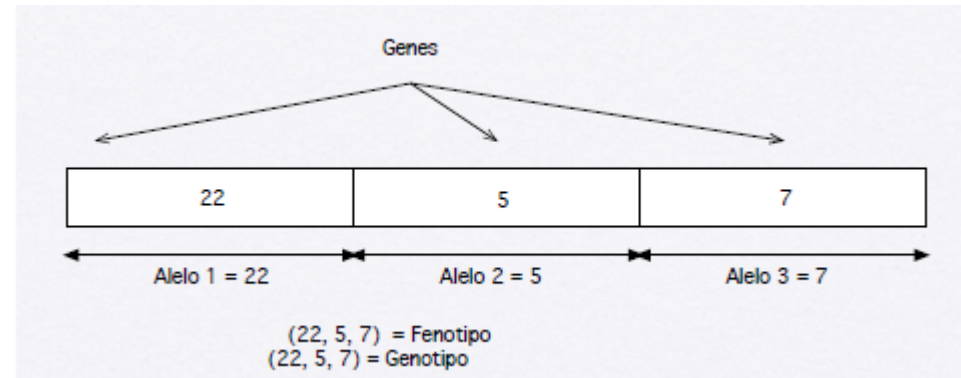 Genes
22 5 7
Alelo 1 = 22 Alelo 2 = 5 Alelo 3 = 7
(22, 5, 7) = Fenotipo
(22, 5, 7) = Genotipo